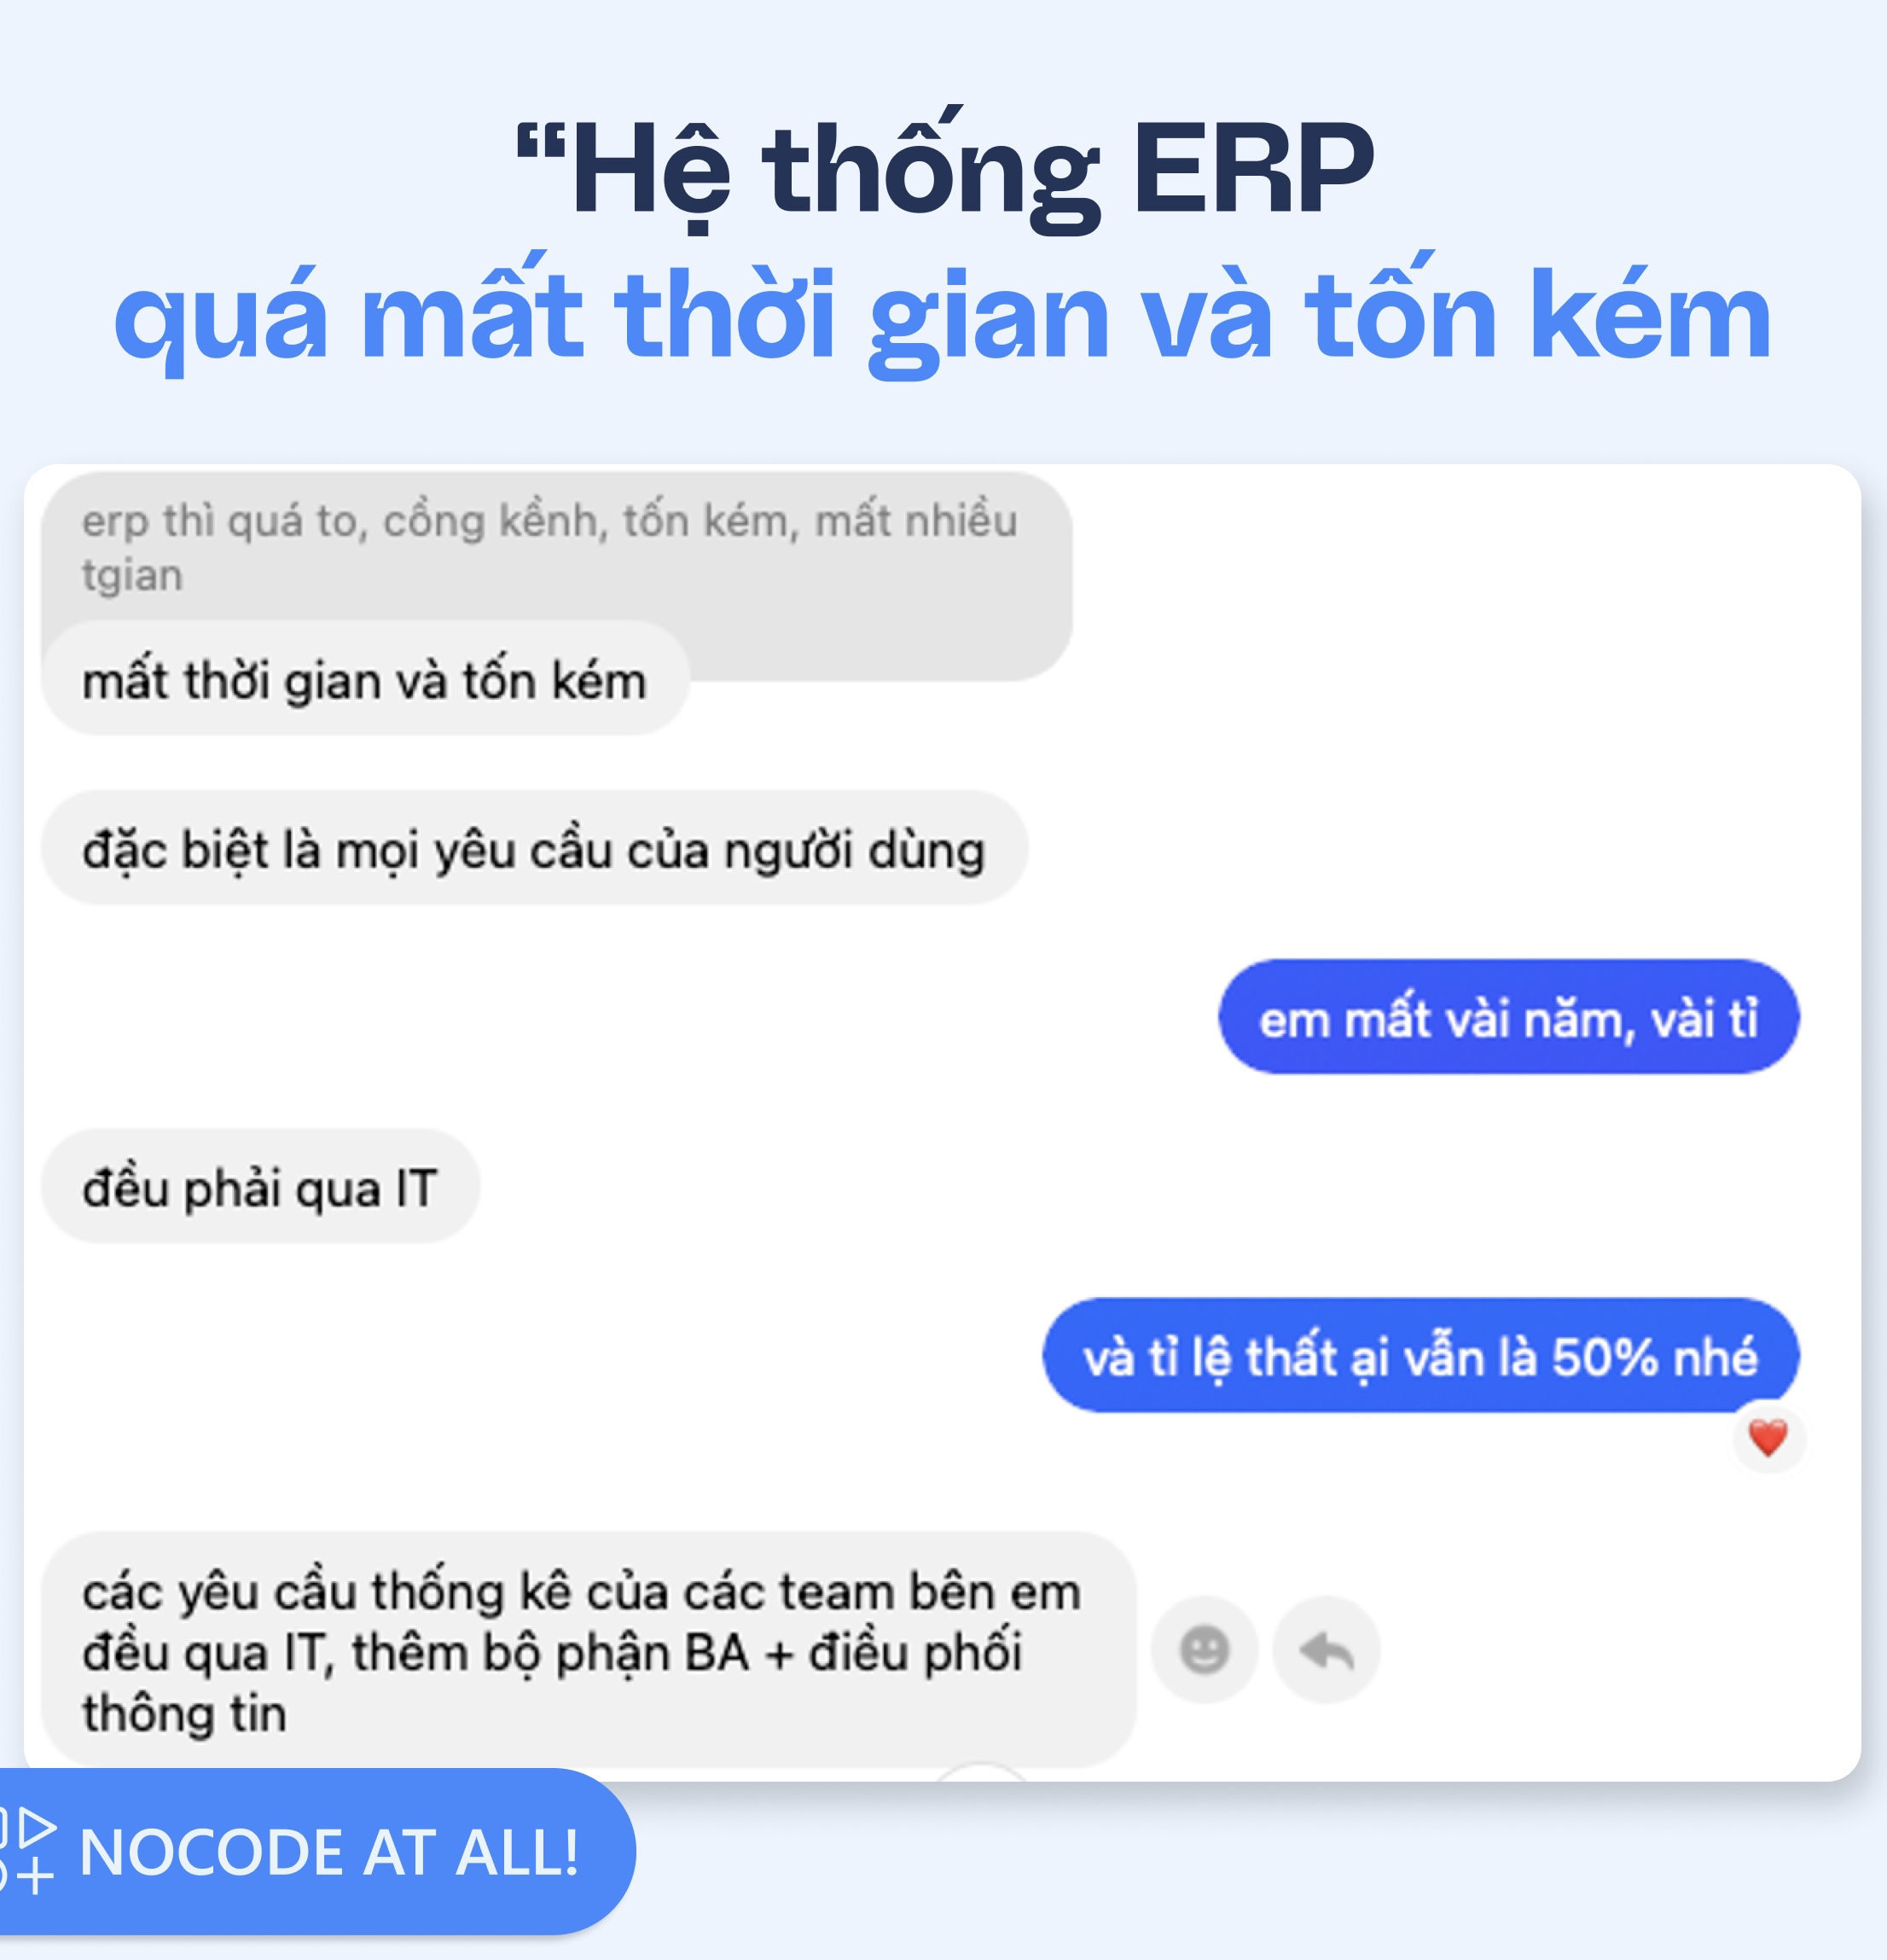 “Hệ thống ERP
quá mất thời gian và tốn kém
erp thì quá to, cồng kềnh, tốn kém, mất nhiều
tgian
mất thời gian và tốn kém
đặc biệt là mọi yêu cầu của người dùng
em mất vài năm, vài tỉ
đều phải qua IT
và tỉ lệ thất ại vẫn là 50% nhé
các yêu cầu thống kê của các team bên em
đều qua IT, thêm bộ phận BA + điều phối
thông tin
NOCODE AT ALL!